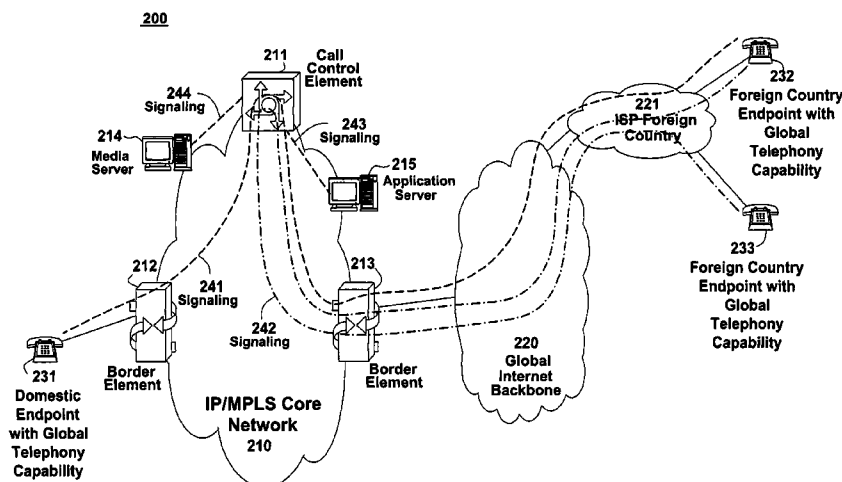 200
211
Call
Control
Element
244
Signaling
243
Signaling
214
Media
Server
215
Application
Server
221
ISP Foreign
Country
232
Foreign Country
Endpoint with
Global
Telephony
Capability
233
Foreign Country
Endpoint with
Global
Telephony
Capability
212
241
Signaling
213
242
Signaling
220
Global
Internet
Backbone
231
Domestic
Endpoint
with Global
Telephony
Capability
Border
Element
Border
Element
IP/MPLS Core
Network
210